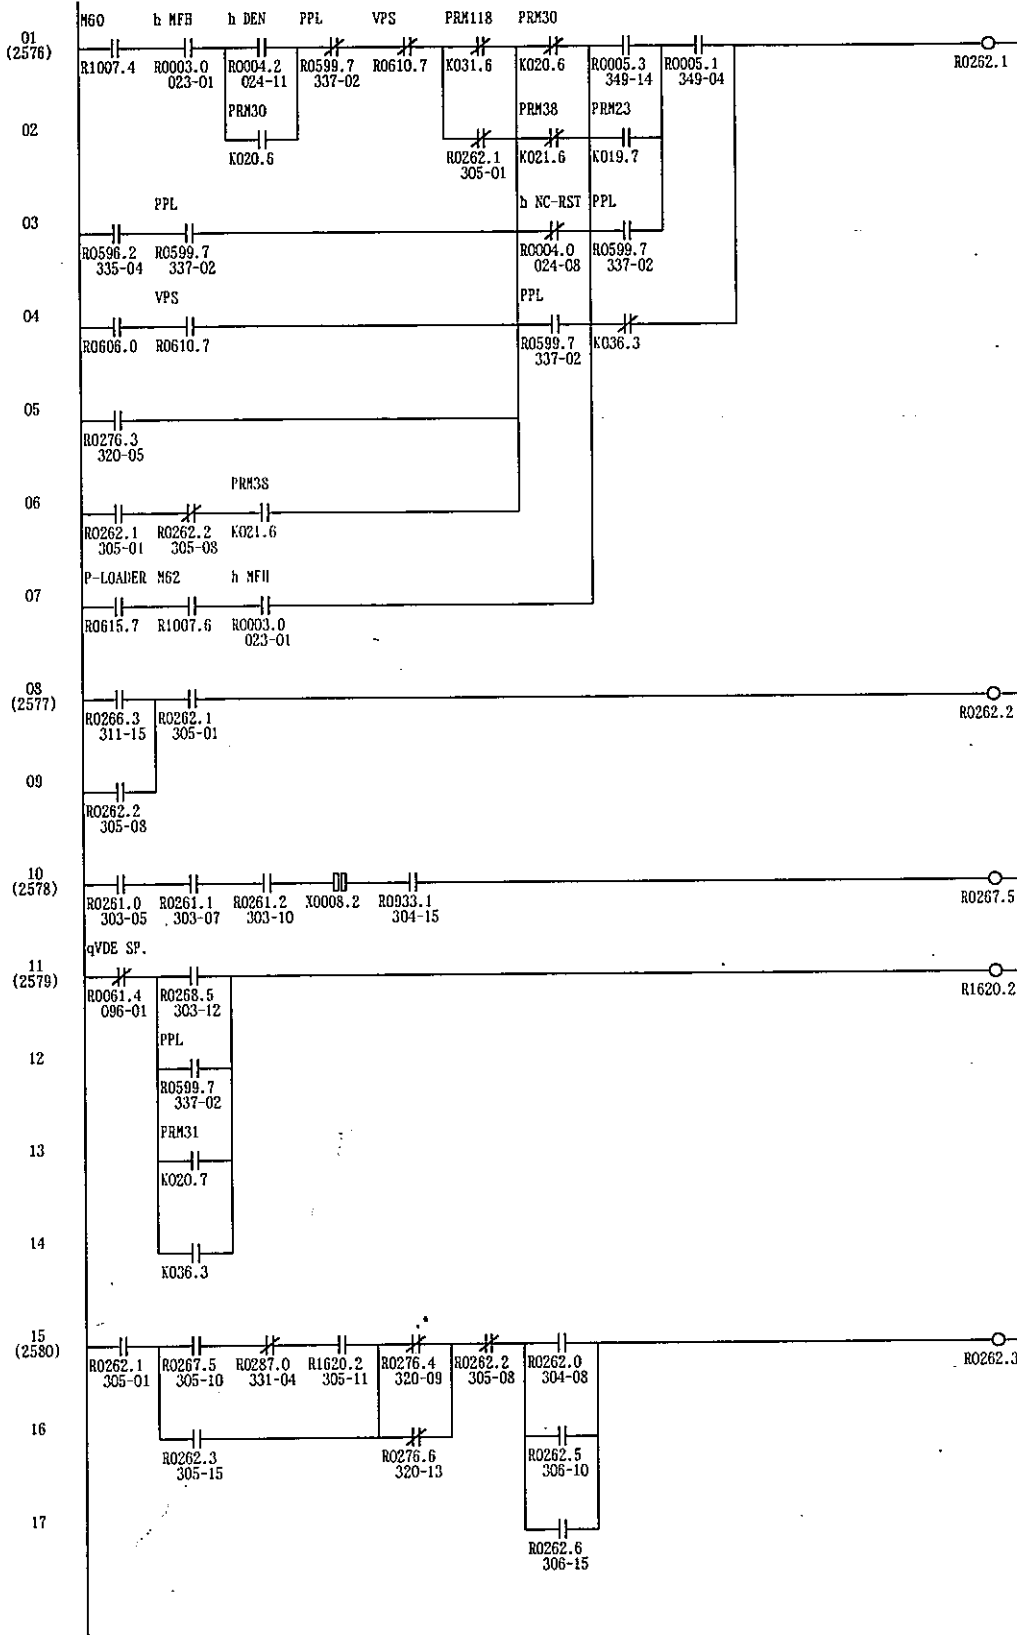 M60 h MFH h DEN PPL VPS PRM118 PRM30
01
(2576)
R1007.4 R0003.0 R0004.2 R0599.7 R0610.7 K031.6 K020.6 R0005.3 R0005.1 R0262.1
023-01 024-11 337-02 349-14 349-04
PRM30 PRM38 PRM23
02
K020.6 R0262.1 K021.6 K019.7
305-01
PPL h NC-RST PPL
03
R0596.2 R0599.7 R0004.0 R0599.7
335-04 337-02 024-08 337-02
VPS PPL
04
R0606.0 R0610.7 R0599.7 K036.3
337-02
05
R0276.3
320-05
PRM38
06
R0262.1 R0262.2 K021.6
305-01 305-08
P-LOADER M62 h MFH
07
R0615.7 R1007.6 R0003.0
023-01
08
(2577)
R0266.3 R0262.1 R0262.2
311-15 305-01
09
R0262.2
305-08
10
(2578)
R0261.0 R0261.1 R0261.2 X0008.2 R0933.1 R0267.5
303-05 303-07 303-10 304-15
qVDE SP.
11
(2579)
R0061.4 R0268.5 R1620.2
096-01 303-12
PPL
12
R0599.7
337-02
PRM31
13
K020.7
14
K036.3
15
(2580)
R0262.1 R0267.5 R0287.0 R1620.2 R0276.4 R0262.2 R0262.0 R0262.3
305-01 305-10 331-04 305-11 320-09 305-08 304-08
16
R0262.3 R0276.6 R0262.5
305-15 320-13 306-10
17
R0262.6
306-15